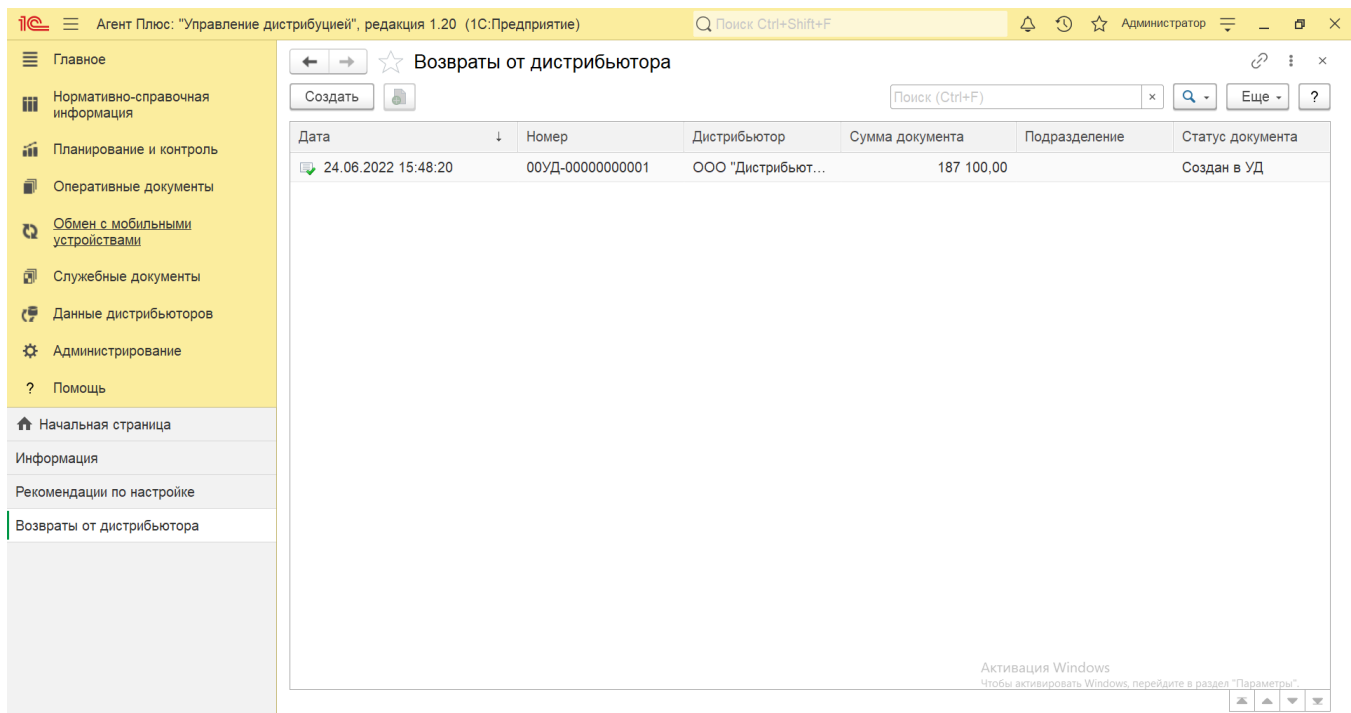 1С Агент Плюс: "Управление дистрибуцией", редакция 1.20 (1С:Предприятие) Поиск Ctrl+Shift+F Администратор
Главное
Нормативно-справочная
информация
Планирование и контроль
Оперативные документы
Обмен с мобильными
устройствами
Служебные документы
Данные дистрибьюторов
Администрирование
? Помощь
Начальная страница
Информация
Рекомендации по настройке
Возвраты от дистрибьютора
Возвраты от дистрибьютора
Создать Поиск (Ctrl+F) × Еще ?
Дата ↓ Номер Дистрибьютор Сумма документа Подразделение Статус документа
24.06.2022 15:48:20 00УД-00000000001 ООО "Дистрибьют... 187 100,00 Создан в УД
Активация Windows
Чтобы активировать Windows, перейдите в раздел "Параметры".